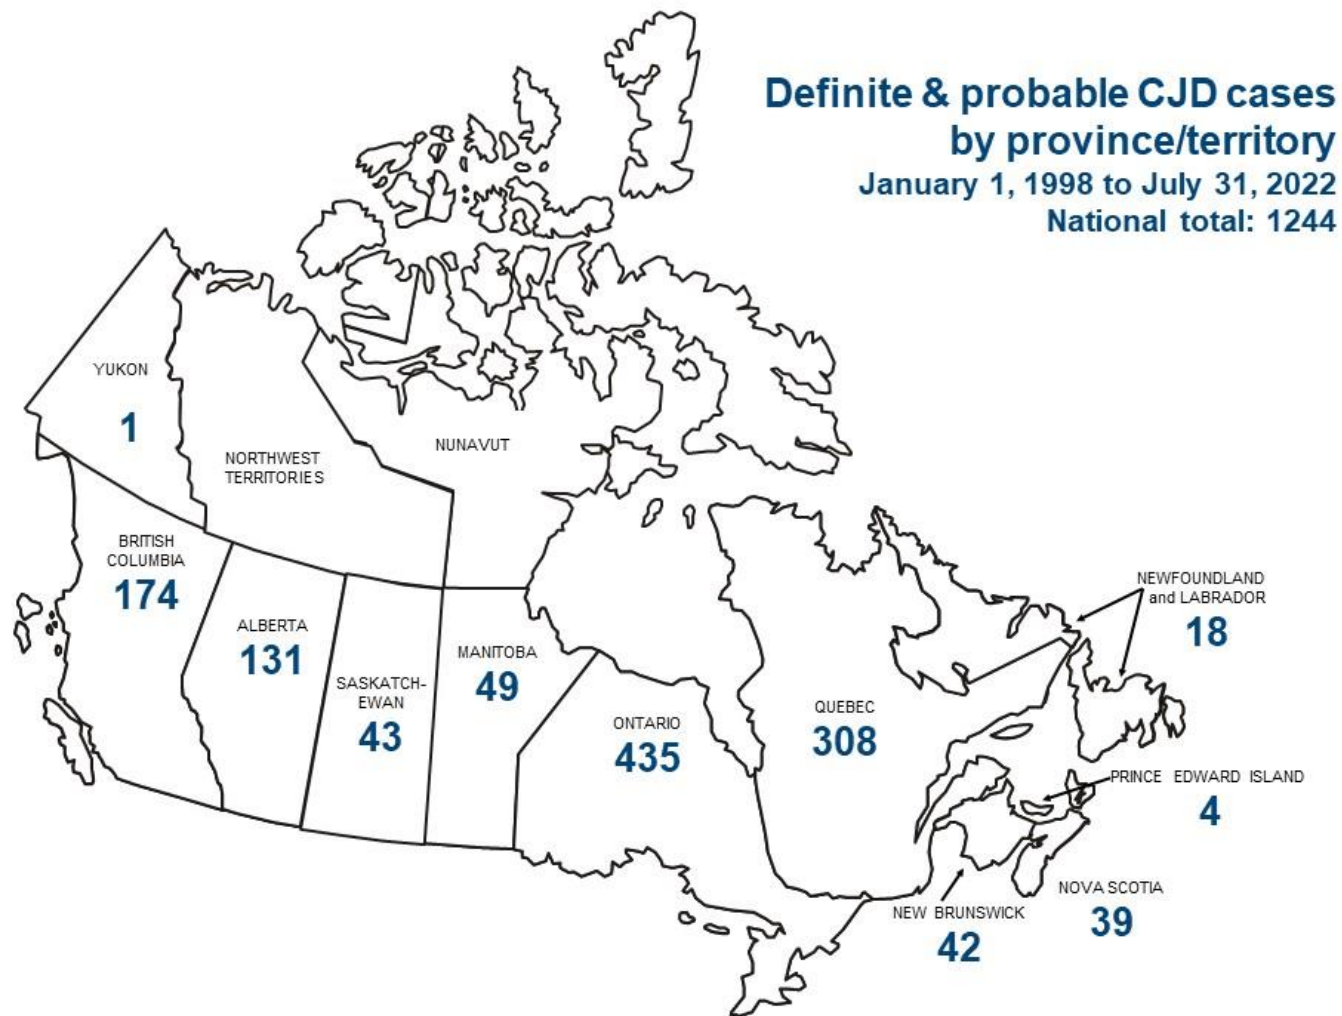 Definite & probable CJD cases
by province/territory
January 1, 1998 to July 31, 2022
National total: 1244
YUKON
1
NORTHWEST
TERRITORIES
NUNAVUT
BRITISH
COLUMBIA
174
ALBERTA
131
SASKATCH-
EWAN
43
MANITOBA
49
ONTARIO
435
QUEBEC
308
NEWFOUNDLAND
and LABRADOR
18
PRINCE EDWARD ISLAND
4
NOVA SCOTIA
39
NEW BRUNSWICK
42